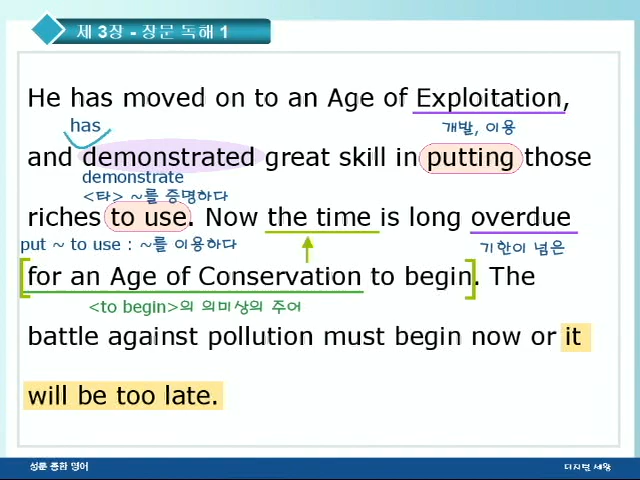 제 3장 - 장문 독해 1
He has moved on to an Age of Exploitation,
has
개발, 이용
and demonstrated great skill in putting those
demonstrate
<타> ~를 증명하다
riches to use. Now the time is long overdue
put ~ to use : ~를 이용하다
기한이 넘은
for an Age of Conservation to begin. The
<to begin>의 의미상의 주어
battle against pollution must begin now or it
will be too late.
성문 종합 영어
디지털 세왕